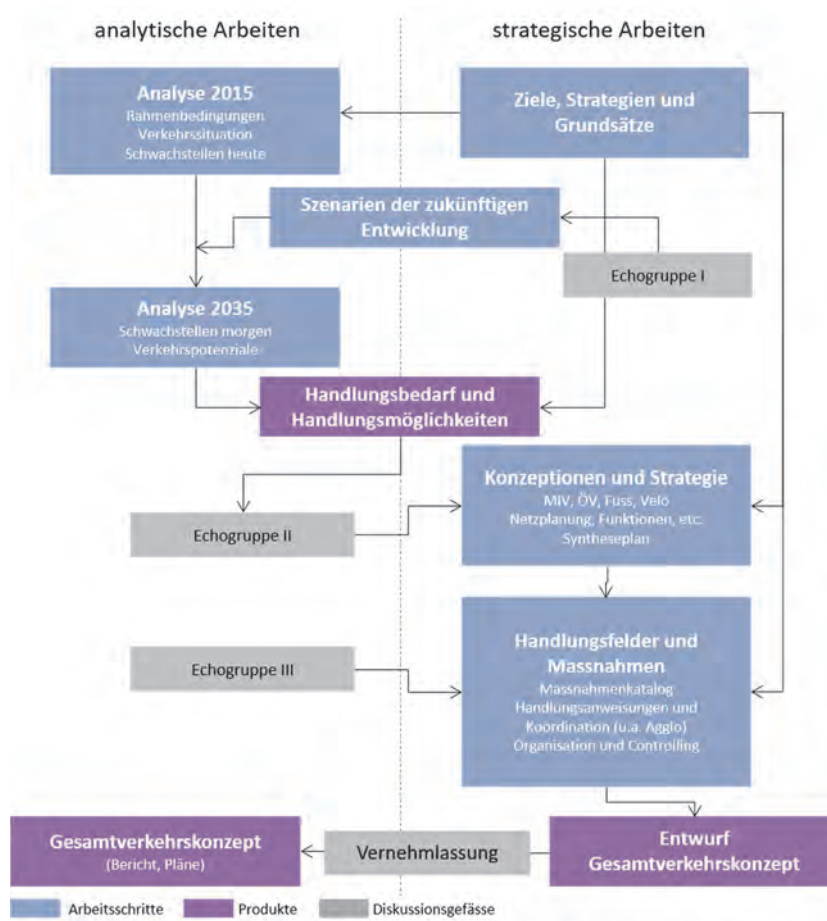 analytische Arbeiten
strategische Arbeiten
Analyse 2015
Rahmenbedingungen
Verkehrssituation
Schwachstellen heute
Ziele, Strategien und
Grundsätze
Szenarien der zukünftigen
Entwicklung
Echogruppe I
Analyse 2035
Schwachstellen morgen
Verkehrspotenziale
Handlungsbedarf und
Handlungsmöglichkeiten
Konzeptionen und Strategie
MIV, ÖV, Fuss, Velo
Netzplanung, Funktionen, etc.
Syntheseplan
Echogruppe II
Handlungsfelder und
Massnahmen
Massnahmenkatalog
Handlungsanweisungen und
Koordination (u.a. Agglo)
Organisation und Controlling
Echogruppe III
Gesamtverkehrskonzept
(Bericht, Pläne)
Vernehmlassung
Entwurf
Gesamtverkehrskonzept
Arbeitsschritte
Produkte
Diskussionsgefässe